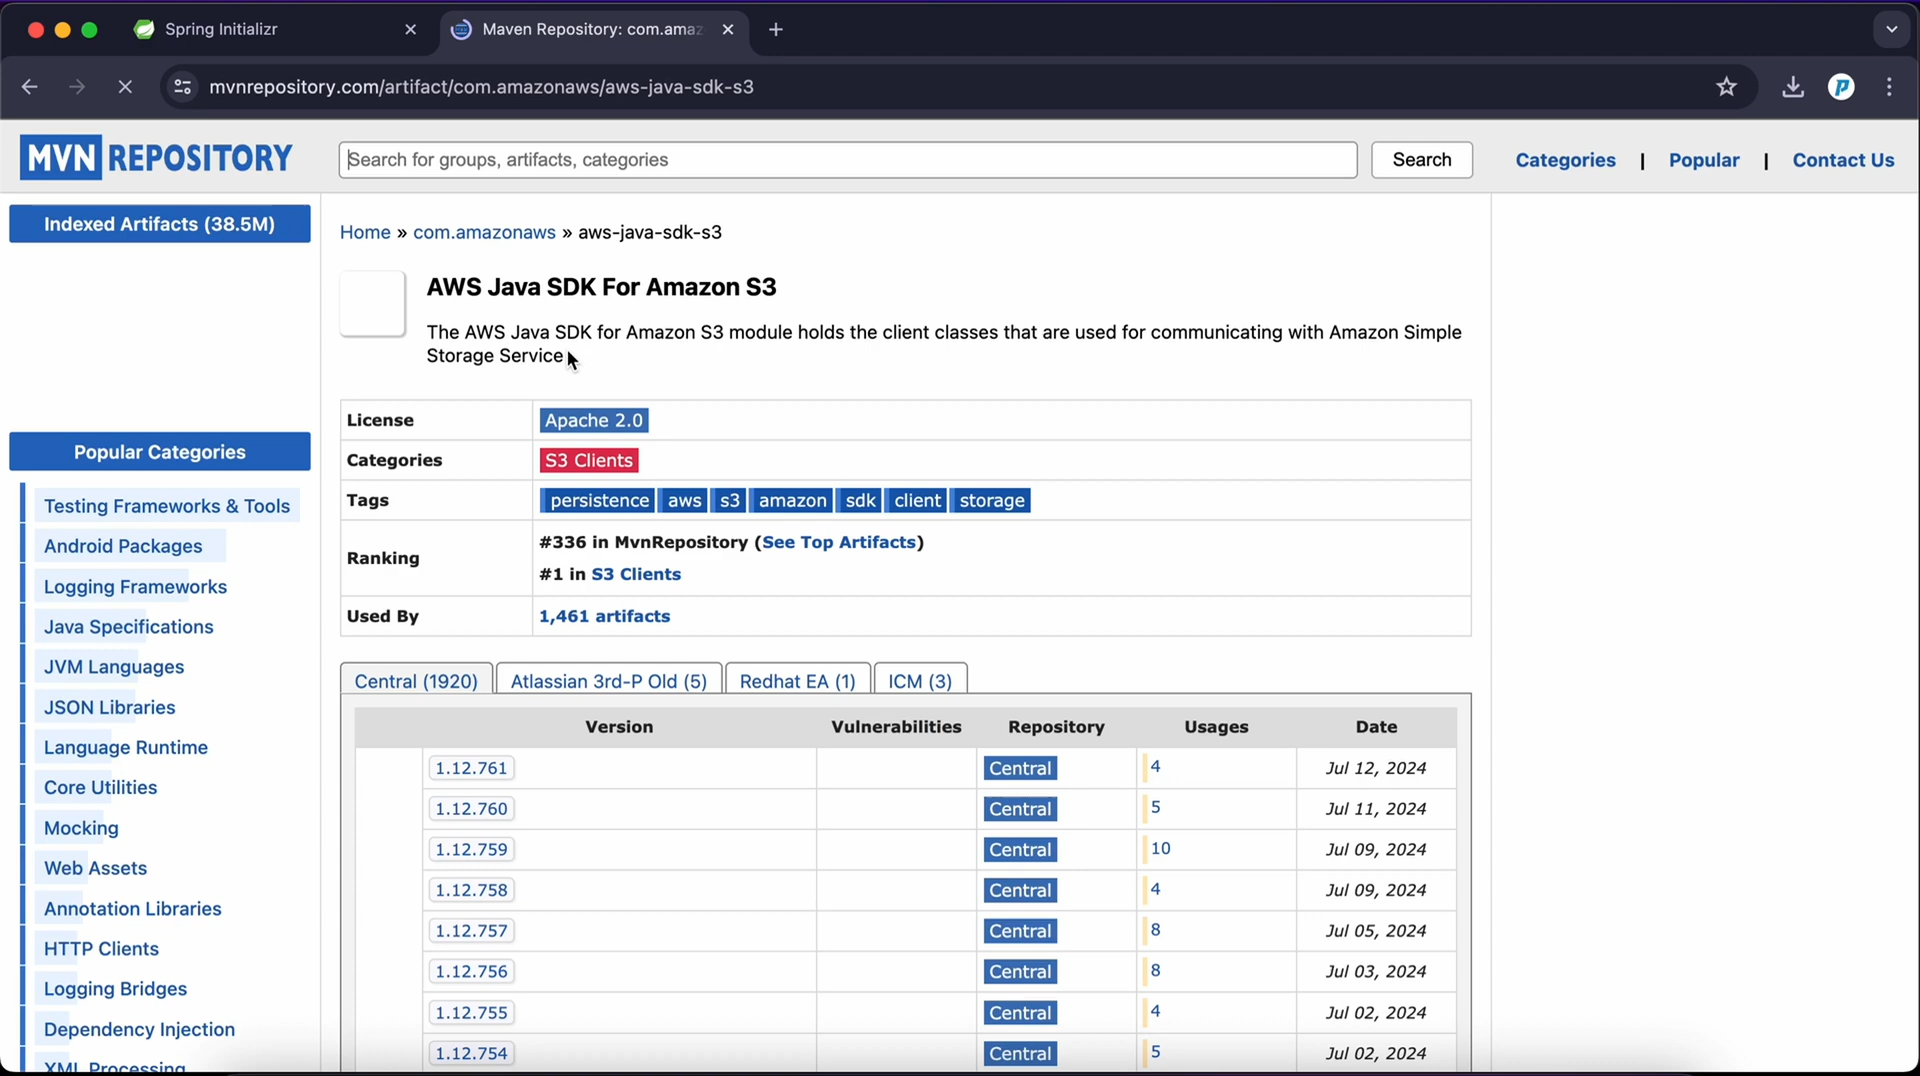 Spring Initializr
Maven Repository: com.amaz
mvnrepository.com/artifact/com.amazonaws/aws-java-sdk-s3
MVN REPOSITORY
Search for groups, artifacts, categories
Search
Categories | Popular | Contact Us
Indexed Artifacts (38.5M)
Popular Categories
Testing Frameworks & Tools
Android Packages
Logging Frameworks
Java Specifications
JVM Languages
JSON Libraries
Language Runtime
Core Utilities
Mocking
Web Assets
Annotation Libraries
HTTP Clients
Logging Bridges
Dependency Injection
XML Processing
Home » com.amazonaws » aws-java-sdk-s3
AWS Java SDK For Amazon S3
The AWS Java SDK for Amazon S3 module holds the client classes that are used for communicating with Amazon Simple
Storage Service
License Apache 2.0
Categories S3 Clients
Tags persistence aws s3 amazon sdk client storage
Ranking
#336 in MvnRepository (See Top Artifacts)
#1 in S3 Clients
Used By 1,461 artifacts
Central (1920) Atlassian 3rd-P Old (5) Redhat EA (1) ICM (3)
Version Vulnerabilities Repository Usages Date
1.12.761 Central 4 Jul 12, 2024
1.12.760 Central 5 Jul 11, 2024
1.12.759 Central 10 Jul 09, 2024
1.12.758 Central 4 Jul 09, 2024
1.12.757 Central 8 Jul 05, 2024
1.12.756 Central 8 Jul 03, 2024
1.12.755 Central 4 Jul 02, 2024
1.12.754 Central 5 Jul 02, 2024